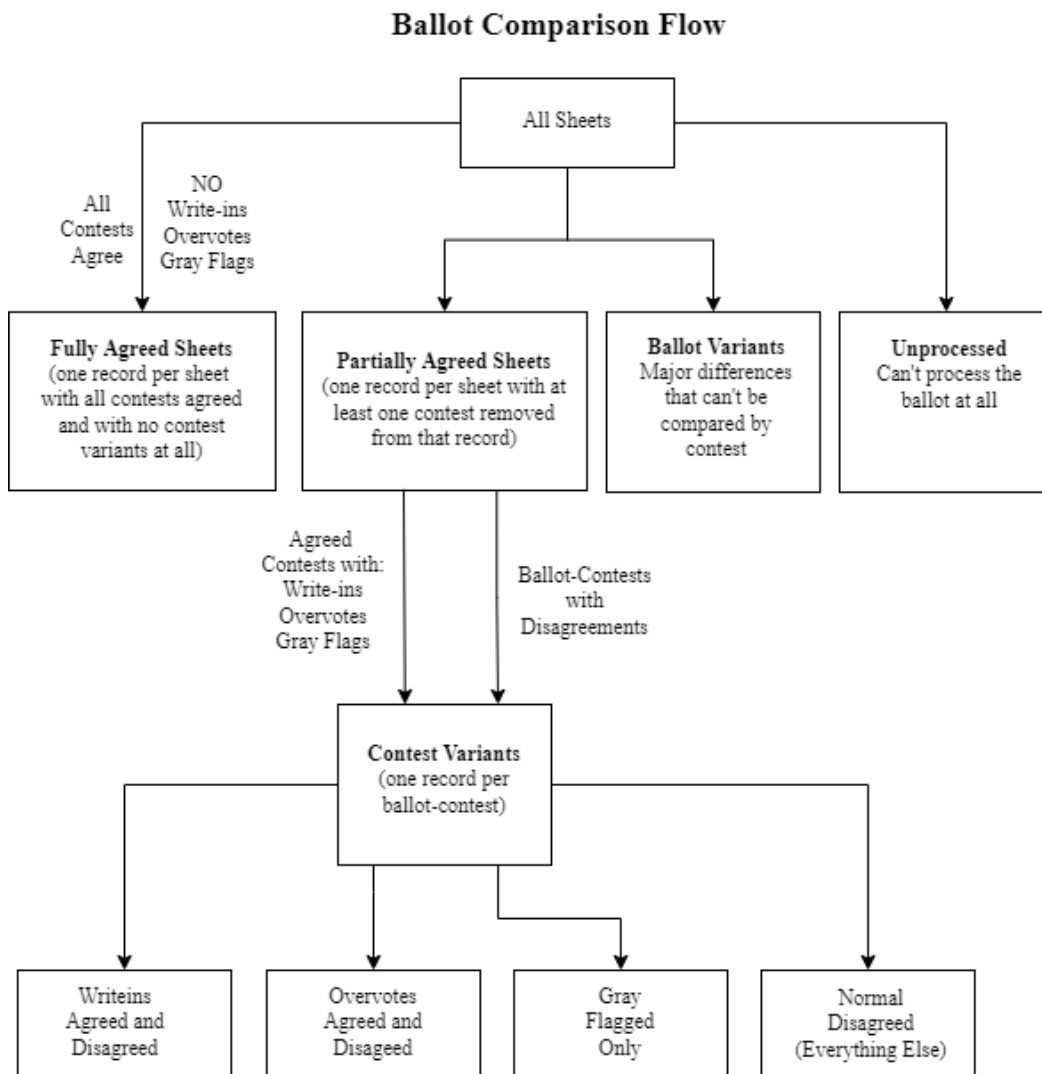 Ballot Comparison Flow
All Sheets
All
Contests
Agree
NO
Write-ins
Overvotes
Gray Flags
Fully Agreed Sheets
(one record per sheet
with all contests agreed
and with no contest
variants at all)
Partially Agreed Sheets
(one record per sheet with at
least one contest removed
from that record)
Ballot Variants
Major differences
that can't be
compared by
contest
Unprocessed
Can't process the
ballot at all
Agreed
Contests with:
Write-ins
Overvotes
Gray Flags
Ballot-Contests
with
Disagreements
Contest Variants
(one record per
ballot-contest)
Writeins
Agreed and
Disagreed
Overvotes
Agreed and
Disageed
Gray
Flagged
Only
Normal
Disagreed
(Everything Else)